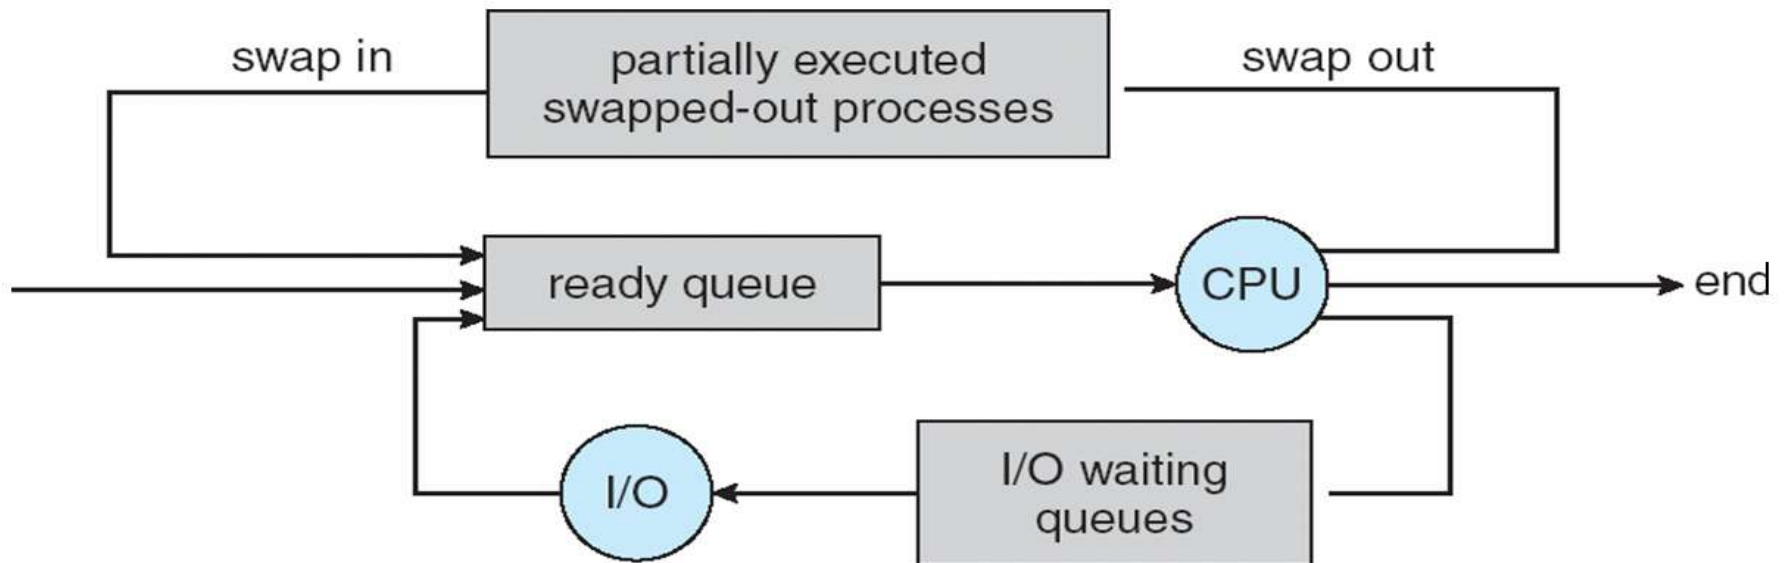 swap in
partially executed
swapped-out processes
swap out
ready queue
CPU
end
I/O
I/O waiting
queues